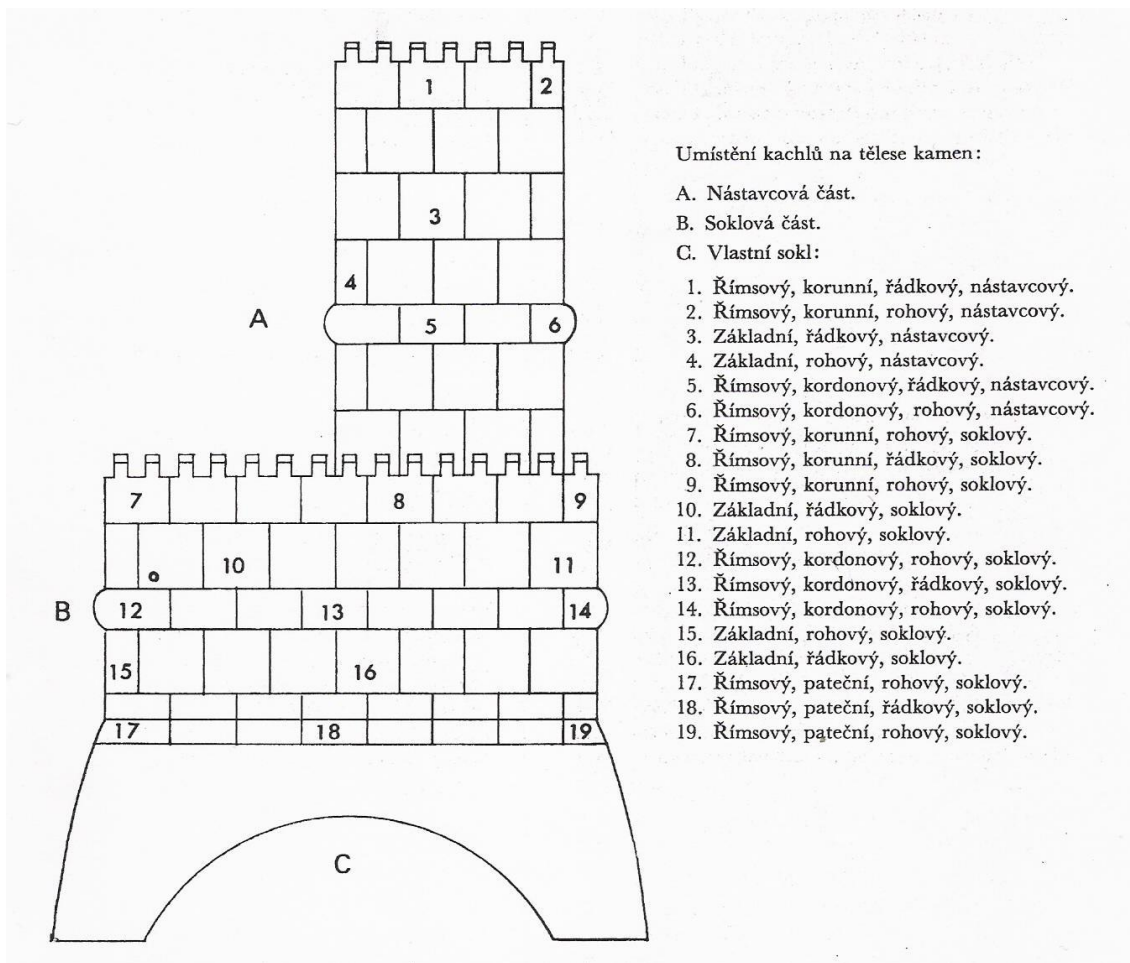 1
2
3
4
A
5
6
7
8
9
10
11
B
12
13
14
15
16
17
18
19
C
Umístění kachlů na tělese kamen:
A. Nástavcová část.
B. Soklová část.
C. Vlastní sokl:
1. Římsový, korunní, řádkový, nástavcový.
2. Římsový, korunní, rohový, nástavcový.
3. Základní, řádkový, nástavcový.
4. Základní, rohový, nástavcový.
5. Římsový, kordonový, řádkový, nástavcový.
6. Římsový, kordonový, rohový, nástavcový.
7. Římsový, korunní, rohový, soklový.
8. Římsový, korunní, řádkový, soklový.
9. Římsový, korunní, rohový, soklový.
10. Základní, řádkový, soklový.
11. Základní, rohový, soklový.
12. Římsový, kordonový, rohový, soklový.
13. Římsový, kordonový, řádkový, soklový.
14. Římsový, kordonový, rohový, soklový.
15. Základní, rohový, soklový.
16. Základní, řádkový, soklový.
17. Římsový, pateční, rohový, soklový.
18. Římsový, pateční, řádkový, soklový.
19. Římsový, pateční, rohový, soklový.